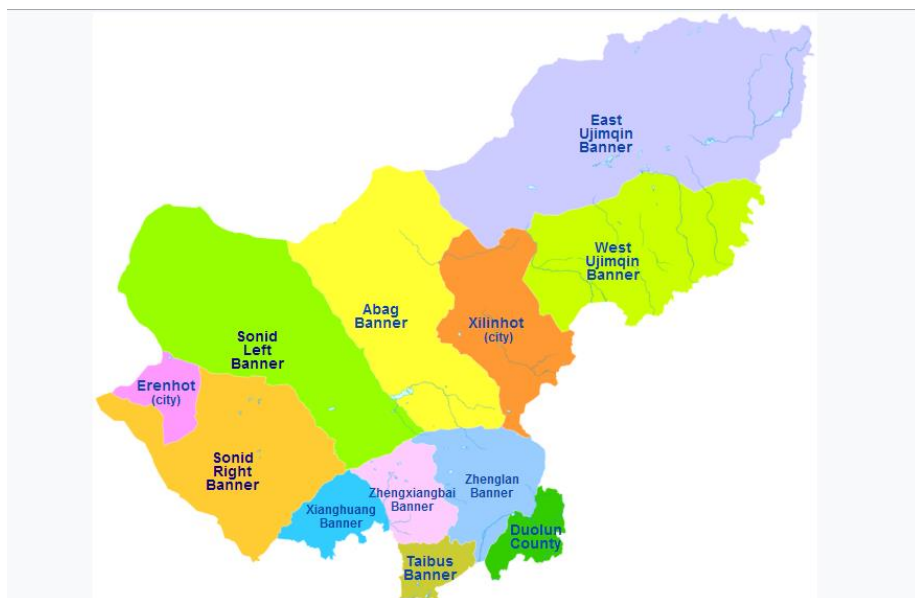 East
Ujimqin
Banner
West
Ujimqin
Banner
Abag
Banner
Xilinhot
(city)
Sonid
Left
Banner
Erenhot
(city)
Sonid
Right
Banner
Zhenglan
Banner
Zhengxiangbai
Banner
Xianghuang
Banner
Duolun
County
Taibus
Banner